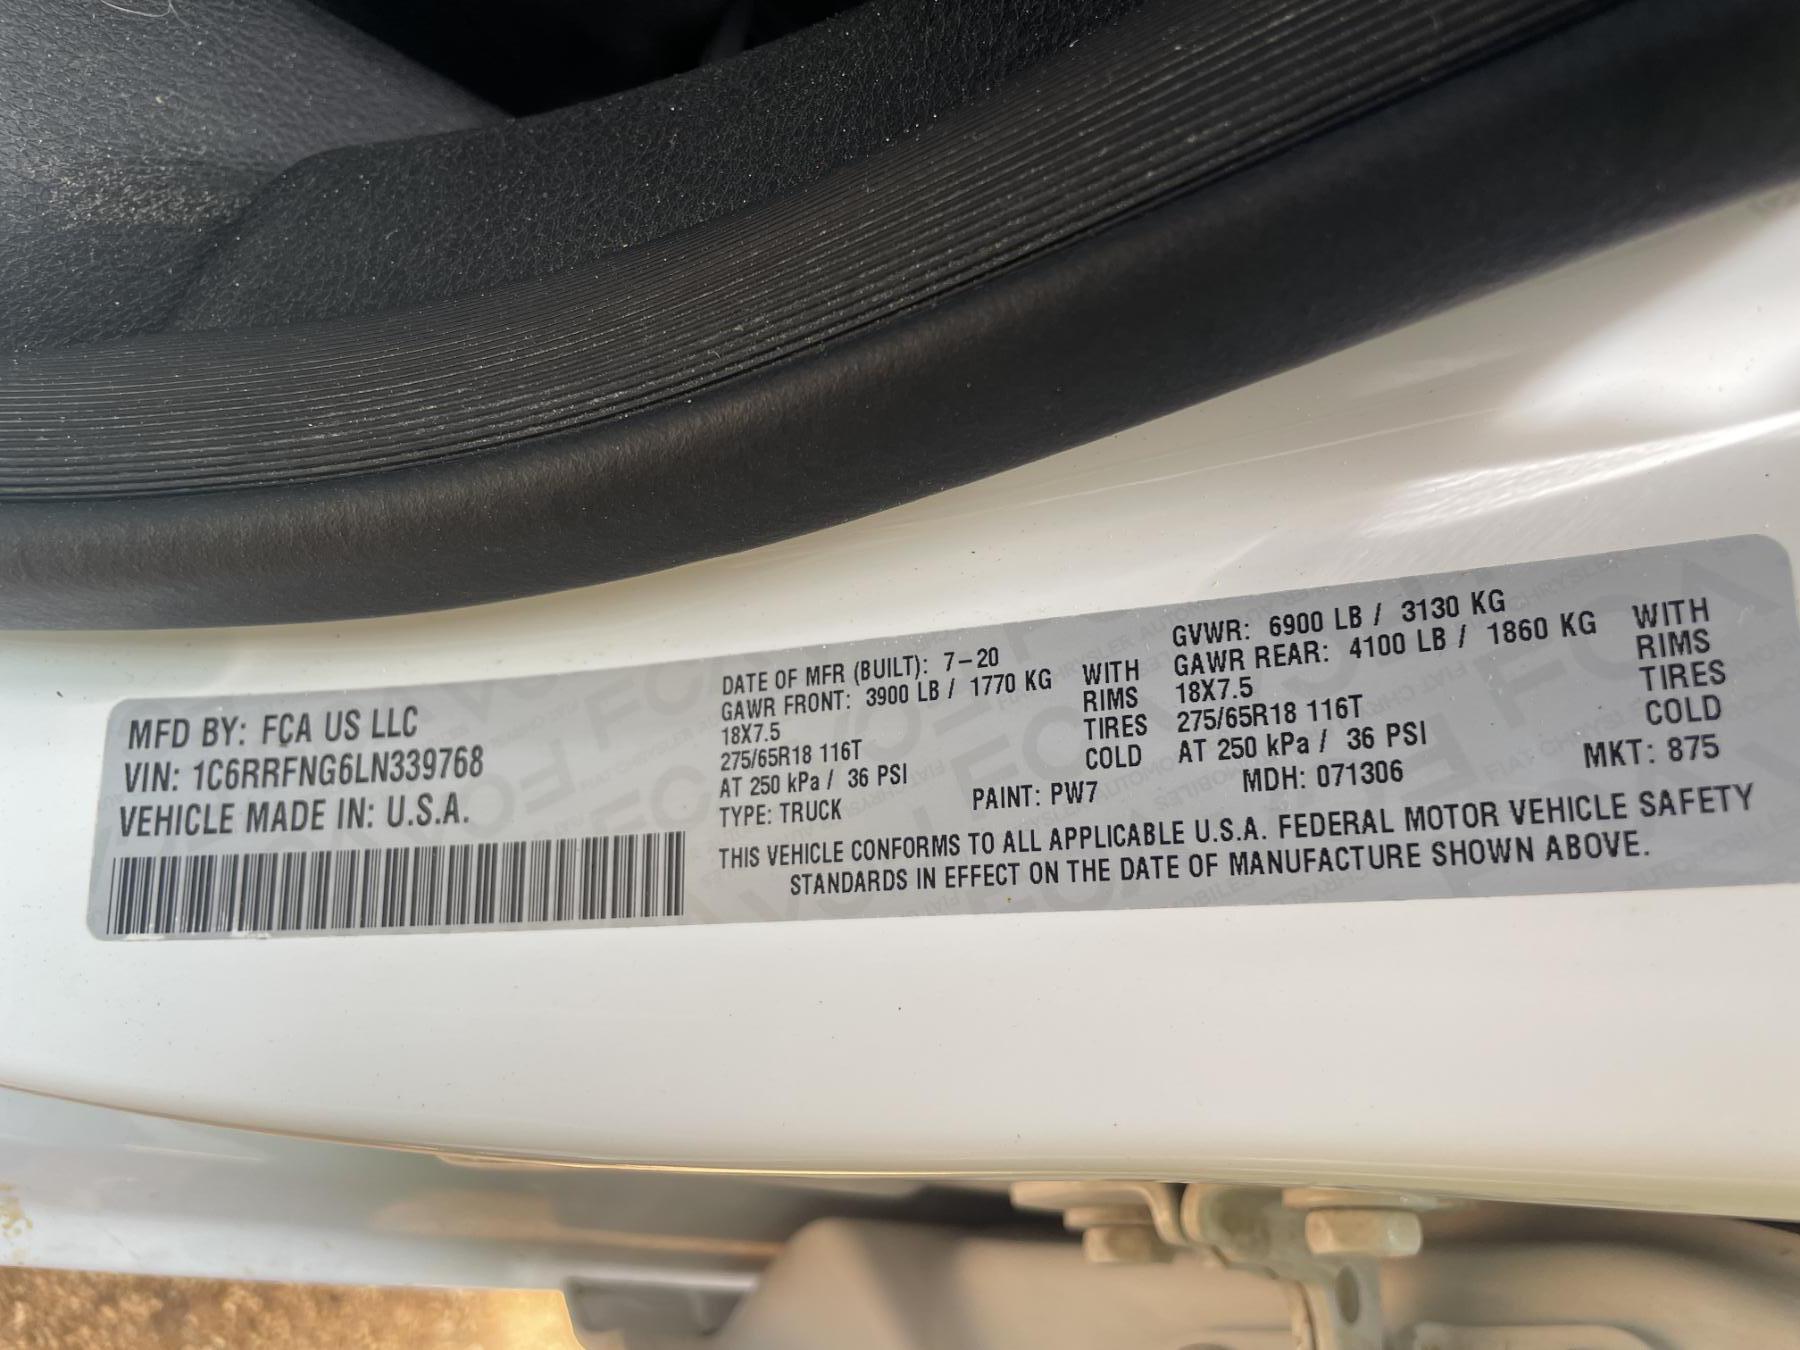 MFD BY: FCA US LLC
VIN: 1C6RRFNG6LN339768
VEHICLE MADE IN: U.S.A.
DATE OF MFR (BUILT): 7-20
GAWR FRONT: 3900 LB / 1770 KG WITH
18X7.5 RIMS
275/65R18 116T TIRES
AT 250 kPa / 36 PSI COLD
GVWR: 6900 LB / 3130 KG
GAWR REAR: 4100 LB / 1860 KG WITH
18X7.5 RIMS
275/65R18 116T TIRES
AT 250 kPa / 36 PSI COLD
TYPE: TRUCK PAINT: PW7 MDH: 071306 MKT: 875
THIS VEHICLE CONFORMS TO ALL APPLICABLE U.S.A. FEDERAL MOTOR VEHICLE SAFETY
STANDARDS IN EFFECT ON THE DATE OF MANUFACTURE SHOWN ABOVE.